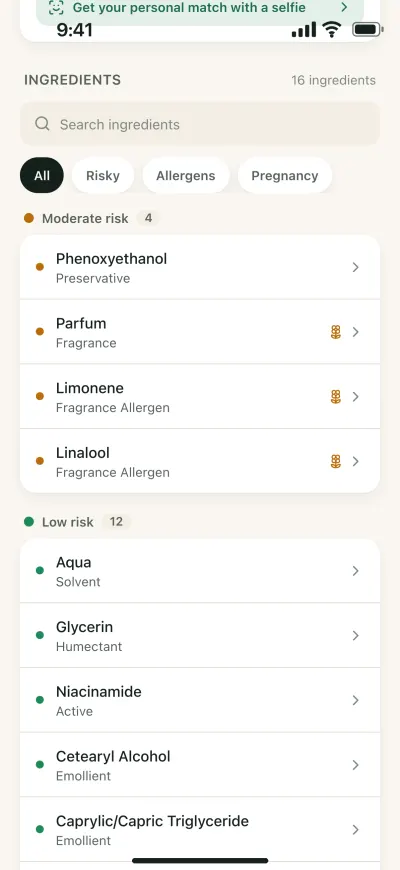 Get your personal match with a selfie
9:41
INGREDIENTS
16 ingredients
Search ingredients
All
Risky
Allergens
Pregnancy
Moderate risk 4
Phenoxyethanol
Preservative
Parfum
Fragrance
Limonene
Fragrance Allergen
Linalool
Fragrance Allergen
Low risk 12
Aqua
Solvent
Glycerin
Humectant
Niacinamide
Active
Cetearyl Alcohol
Emollient
Caprylic/Capric Triglyceride
Emollient